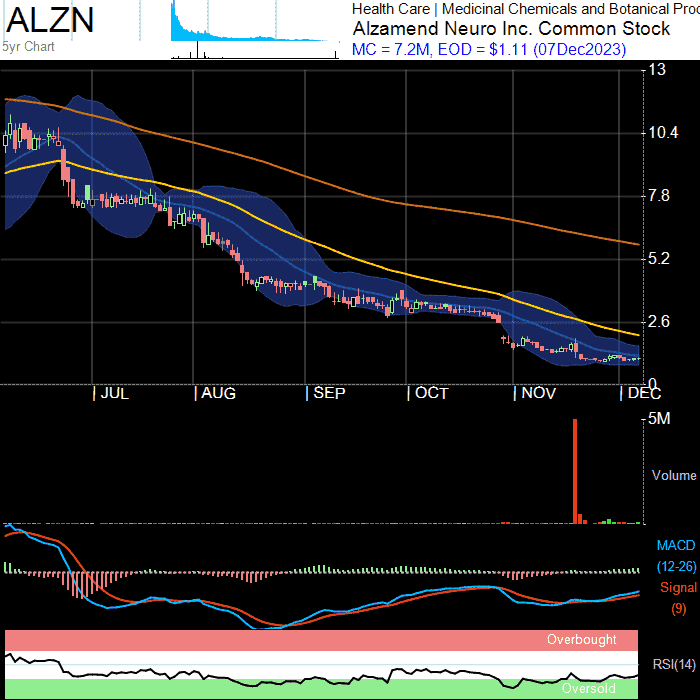 ALZN
5yr Chart
Health Care | Medicinal Chemicals and Botanical Proc
Alzamend Neuro Inc. Common Stock
MC = 7.2M, EOD = $1.11 (07Dec2023)
13
10.4
7.8
5.2
2.6
0
| JUL | AUG | SEP | OCT | NOV | DEC
5M
Volume
MACD
(12-26)
Signal
(9)
Overbought
RSI(14)
Oversold